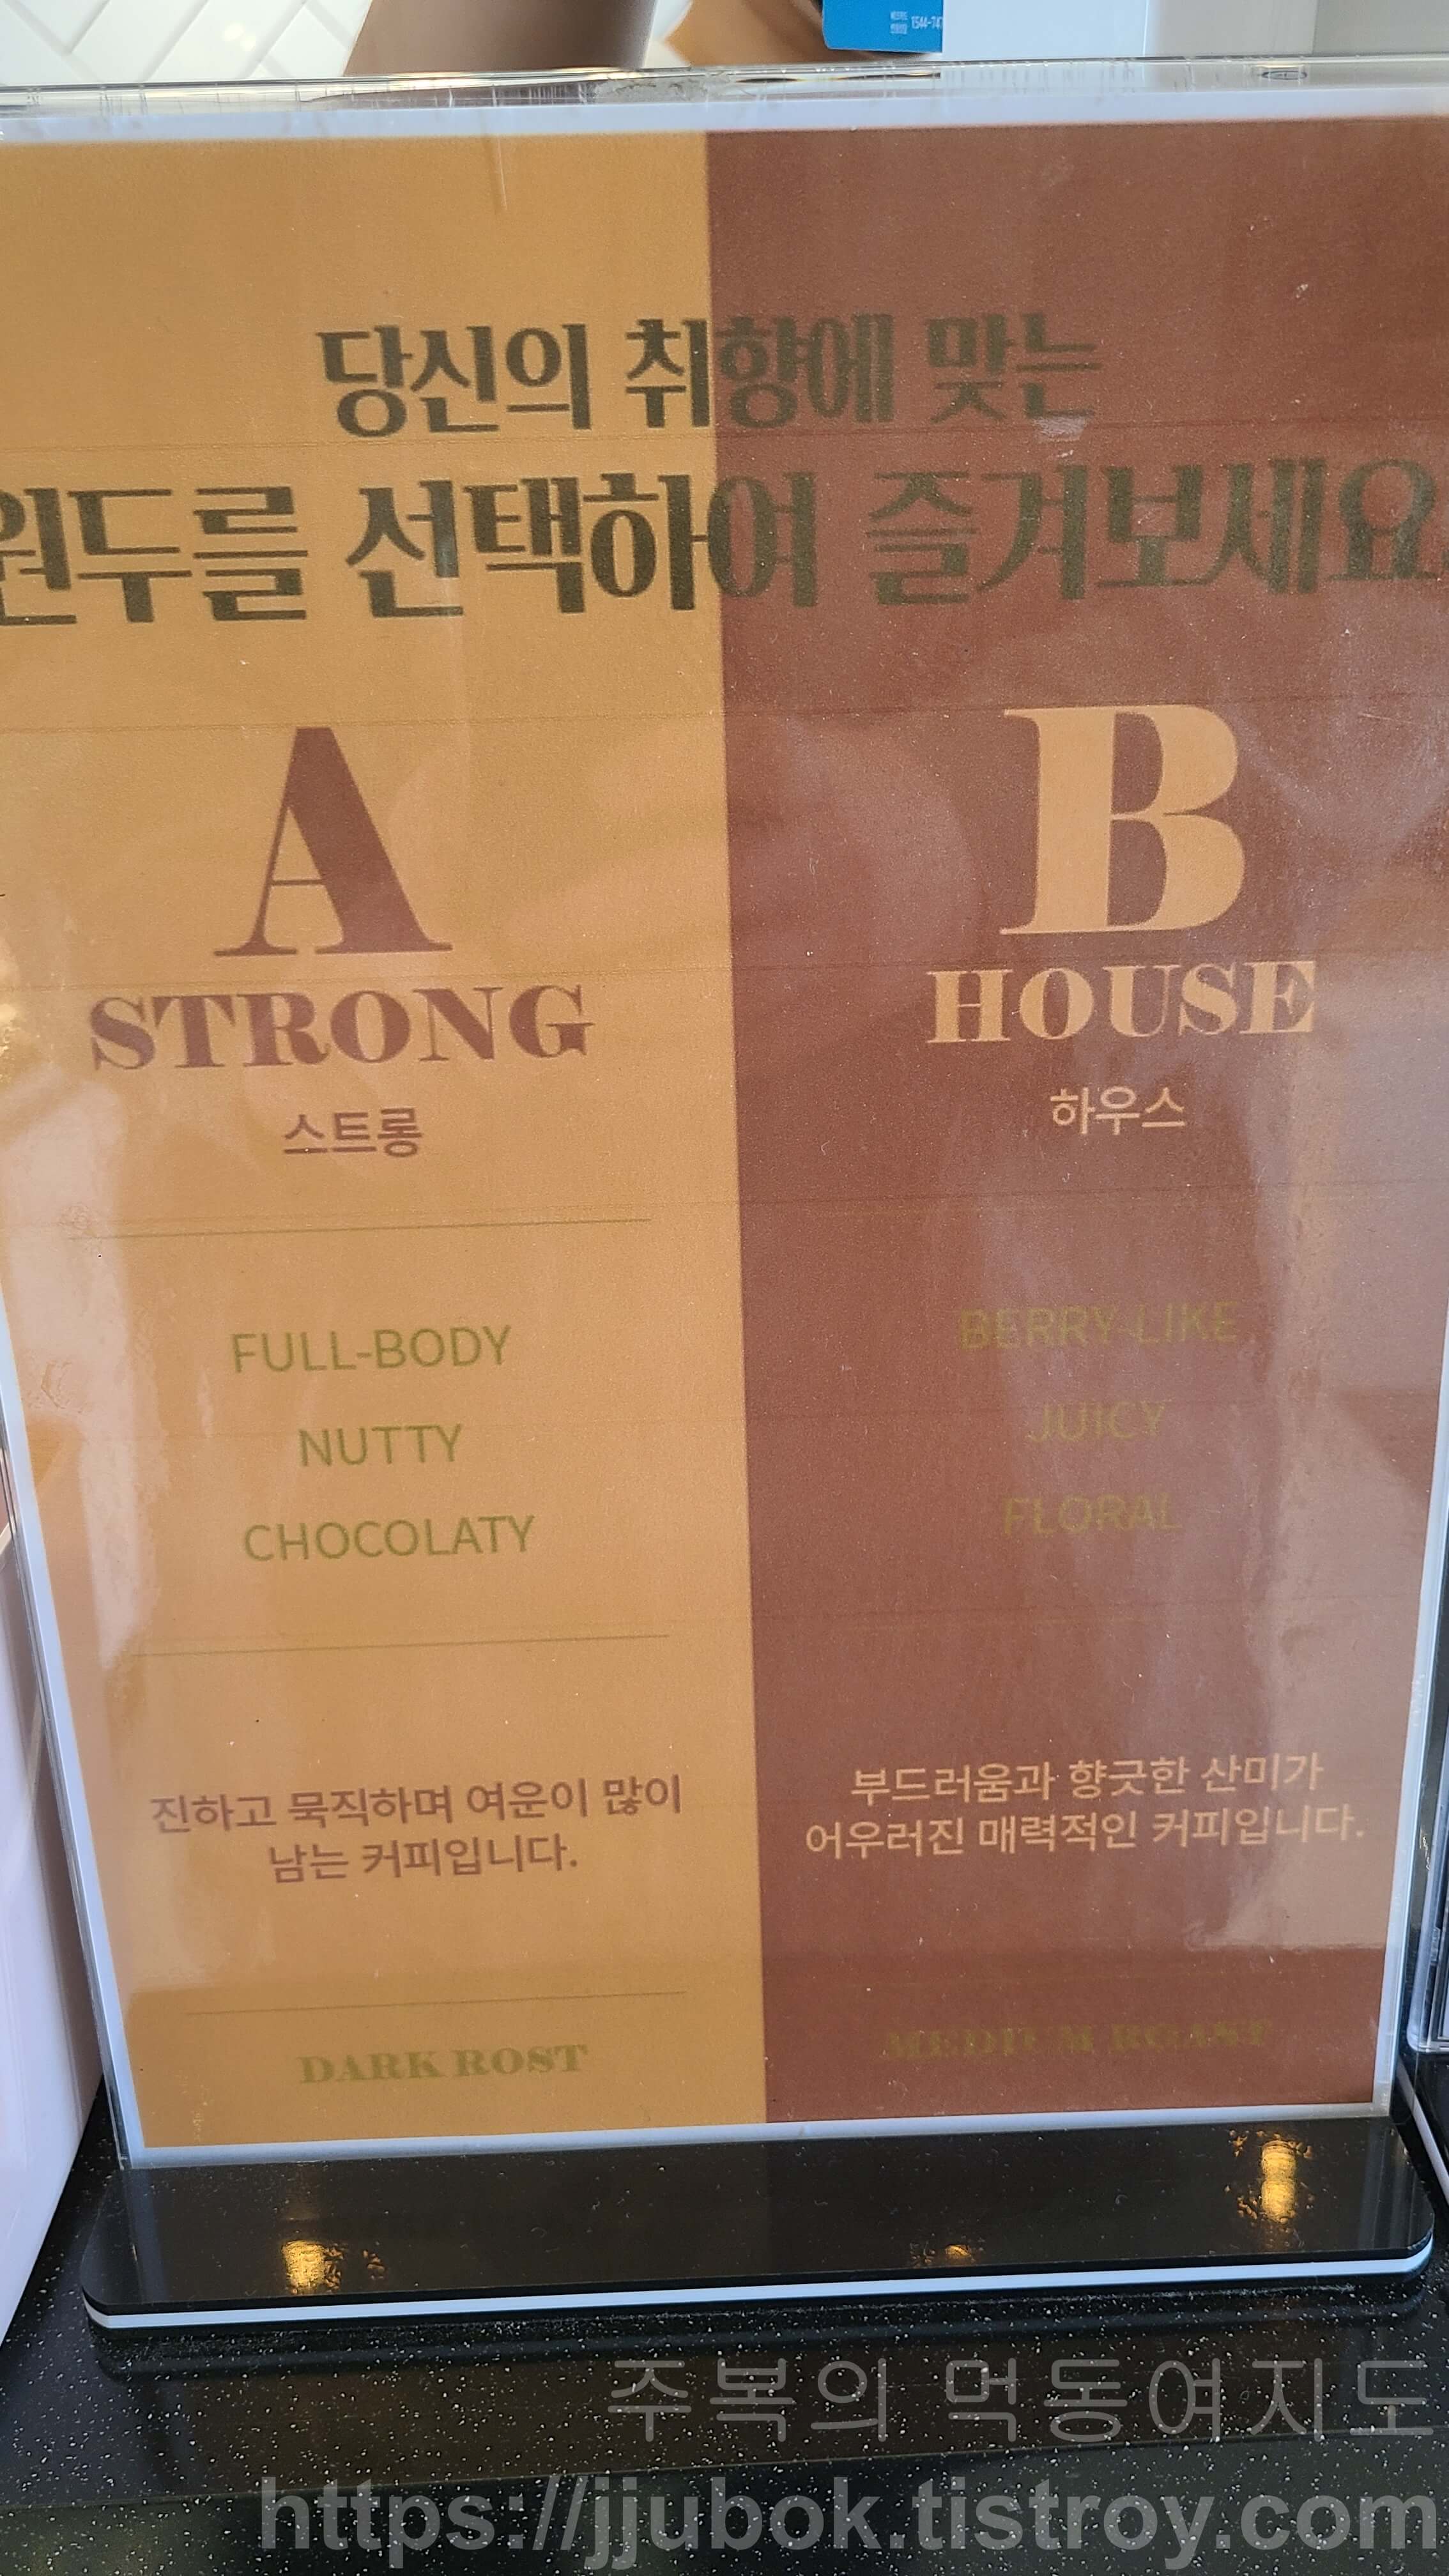 1544-747
당신의 취향에 맞는
원두를 선택하여 즐겨보세요
A
STRONG
스트롱
FULL-BODY
NUTTY
CHOCOLATY
진하고 묵직하며 여운이 많이
남는 커피입니다.
DARK ROST
B
HOUSE
하우스
BERRY-LIKE
JUICY
FLORAL
부드러움과 향긋한 산미가
어우러진 매력적인 커피입니다.
MEDIUM ROAST
주복의 먹동여지도
https://jjubok.tistroy.com